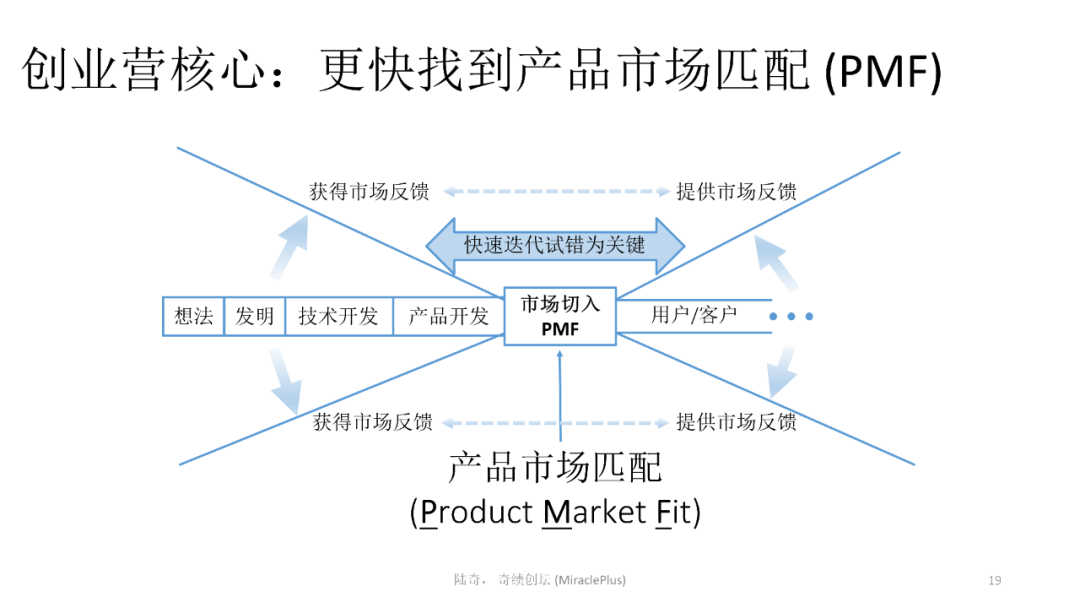 创业营核心：更快找到产品市场匹配 (PMF)
获得市场反馈
提供市场反馈
快速迭代试错为关键
想法
发明
技术开发
产品开发
市场切入
PMF
用户/客户
获得市场反馈
提供市场反馈
产品市场匹配
(Product Market Fit)
陆奇， 奇绩创坛 (MiraclePlus)
19